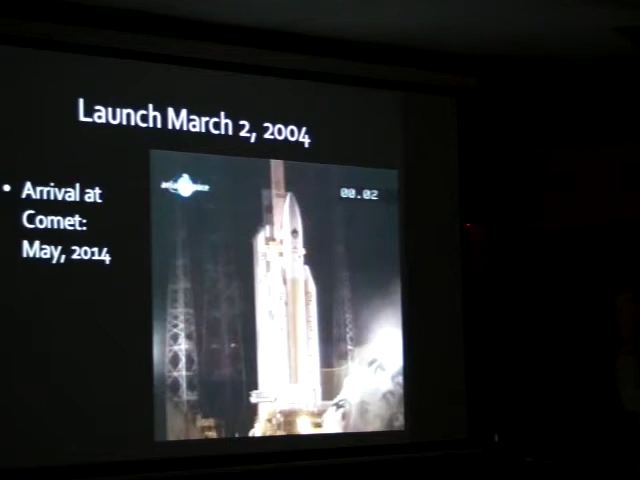 Launch March 2, 2004
• Arrival at
Comet:
May, 2014
00.02